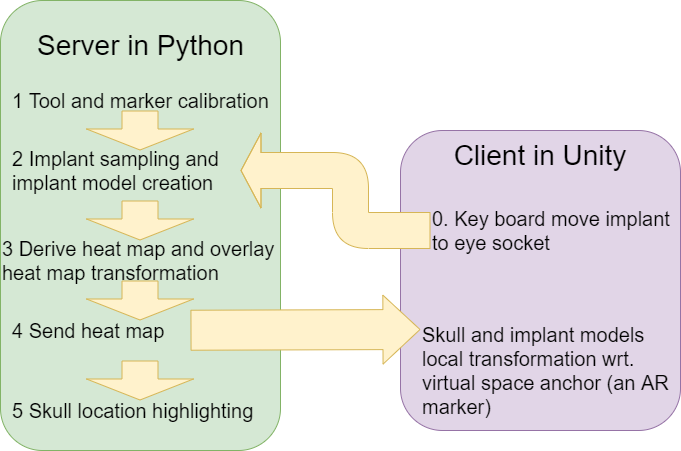 Server in Python
1 Tool and marker calibration
2 Implant sampling and
implant model creation
3 Derive heat map and overlay
heat map transformation
4 Send heat map
5 Skull location highlighting
Client in Unity
0. Key board move implant
to eye socket
Skull and implant models
local transformation wrt.
virtual space anchor (an AR
marker)